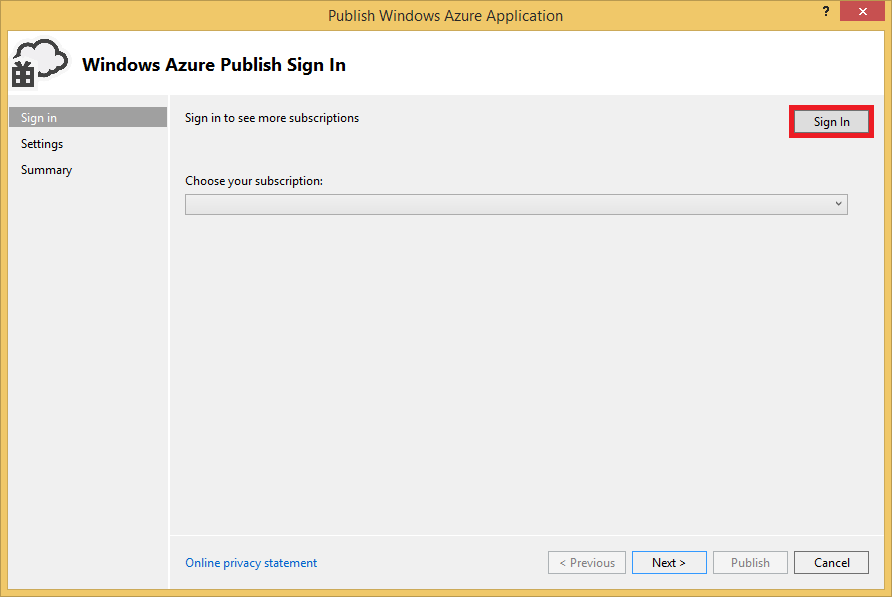 Publish Windows Azure Application
?
Windows Azure Publish Sign In
Sign in
Settings
Summary
Sign in to see more subscriptions
Sign In
Choose your subscription:
Online privacy statement
< Previous
Next >
Publish
Cancel